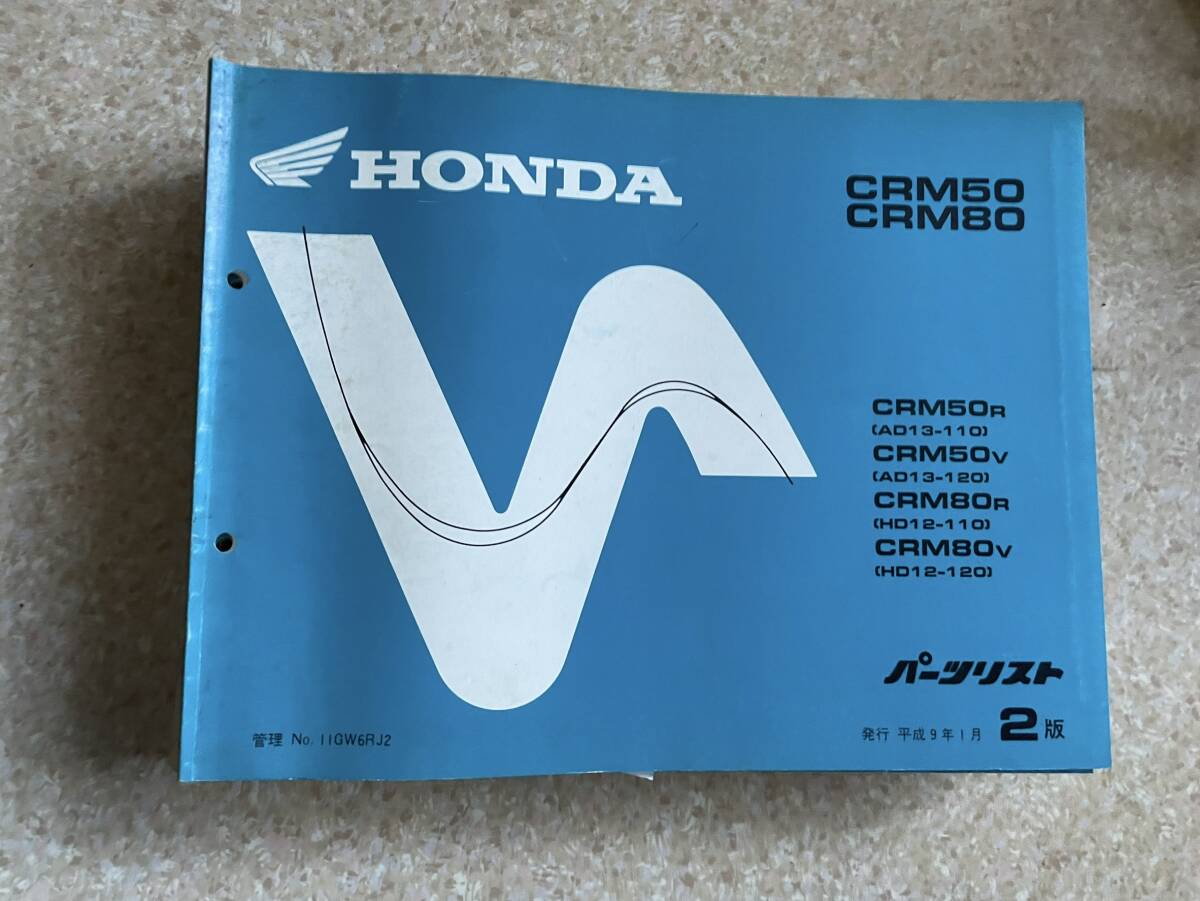 HONDA
CRM50
CRM80
CRM50R
(AD13-110)
CRM50V
(AD13-120)
CRM80R
(HD12-110)
CRM80V
(HD12-120)
パーツリスト
管理 No. 11GW6RJ2
発行 平成9年1月 2版